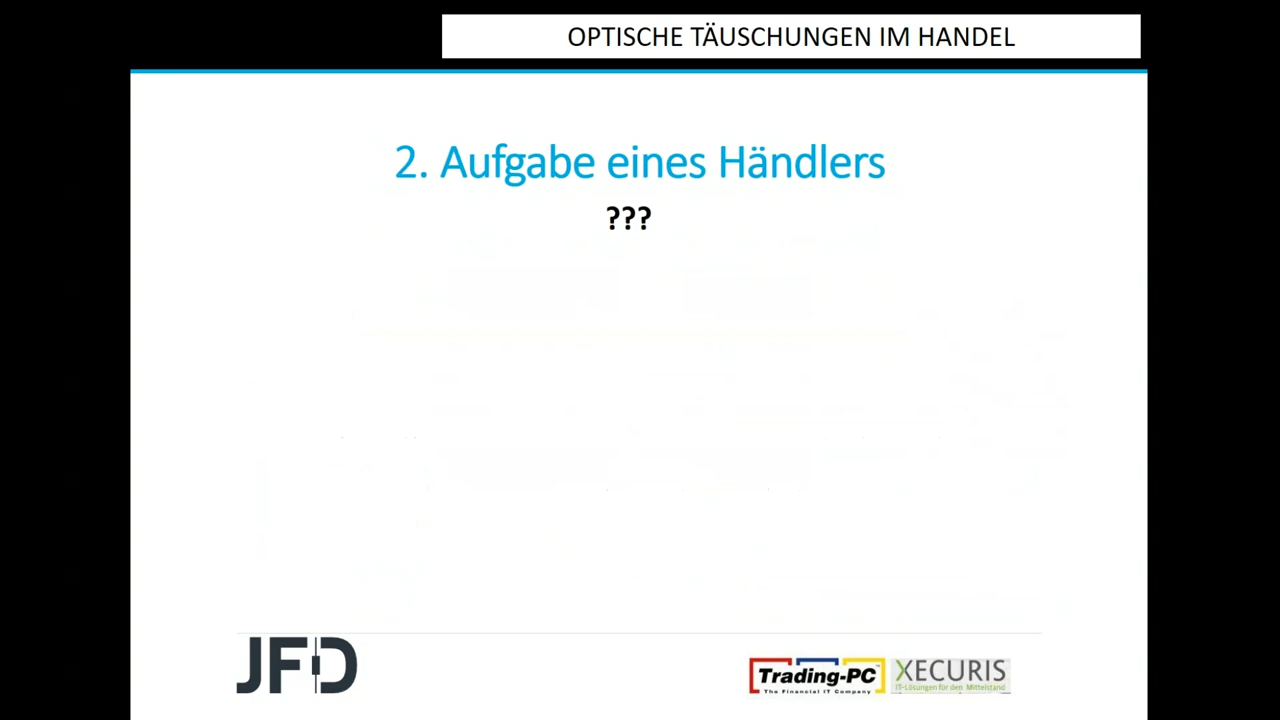 OPTISCHE TÄUSCHUNGEN IM HANDEL
2. Aufgabe eines Händlers
???
JFD
Trading-PC
The Financial IT Company
XECURIS
IT-Lösungen für den Mittelstand